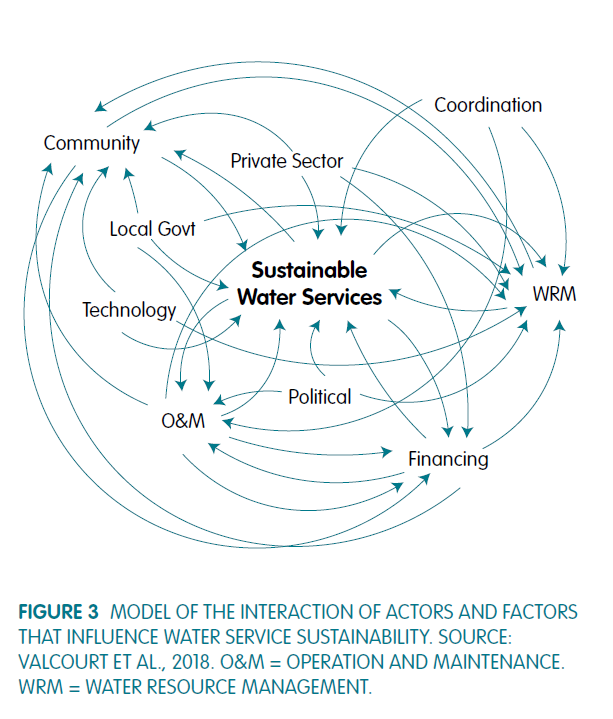 Coordination
Community
Private Sector
Local Govt
Sustainable
Water Services
WRM
Technology
Political
O&M
Financing
FIGURE 3 MODEL OF THE INTERACTION OF ACTORS AND FACTORS
THAT INFLUENCE WATER SERVICE SUSTAINABILITY. SOURCE:
VALCOURT ET AL., 2018. O&M = OPERATION AND MAINTENANCE.
WRM = WATER RESOURCE MANAGEMENT.